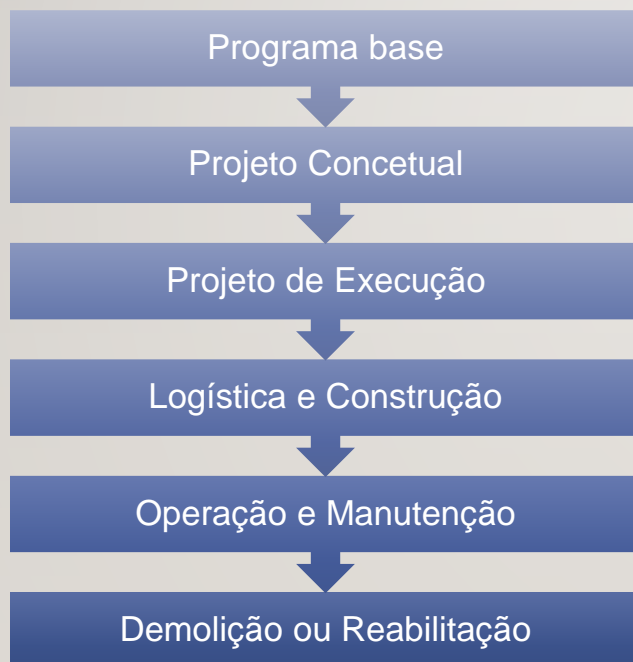 Programa base
Projeto Concetual
Projeto de Execução
Logística e Construção
Operação e Manutenção
Demolição ou Reabilitação